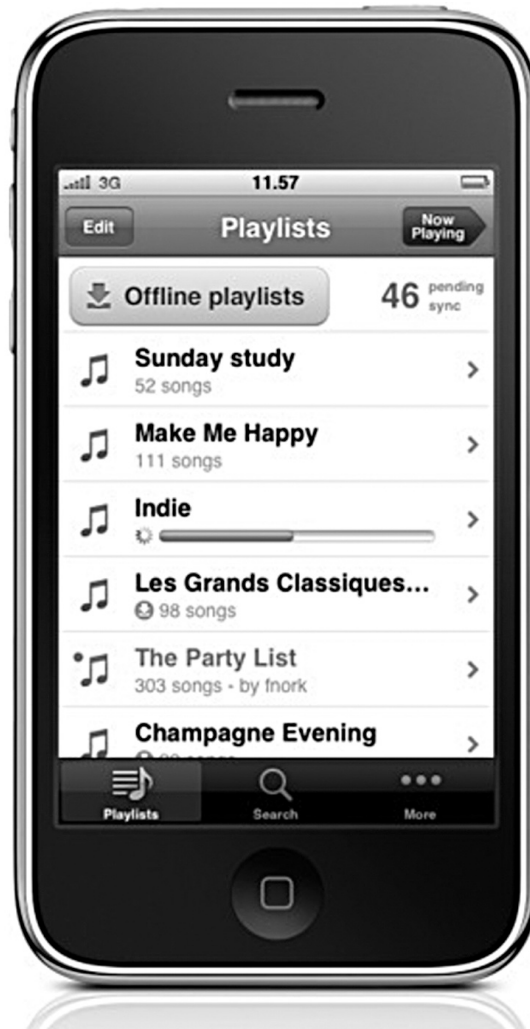 3G 11.57
Edit Playlists Now Playing
Offline playlists 46 pending sync
Sunday study
52 songs
Make Me Happy
111 songs
Indie
Les Grands Classiques...
98 songs
The Party List
303 songs - by fnork
Champagne Evening
songs
Playlists Search More